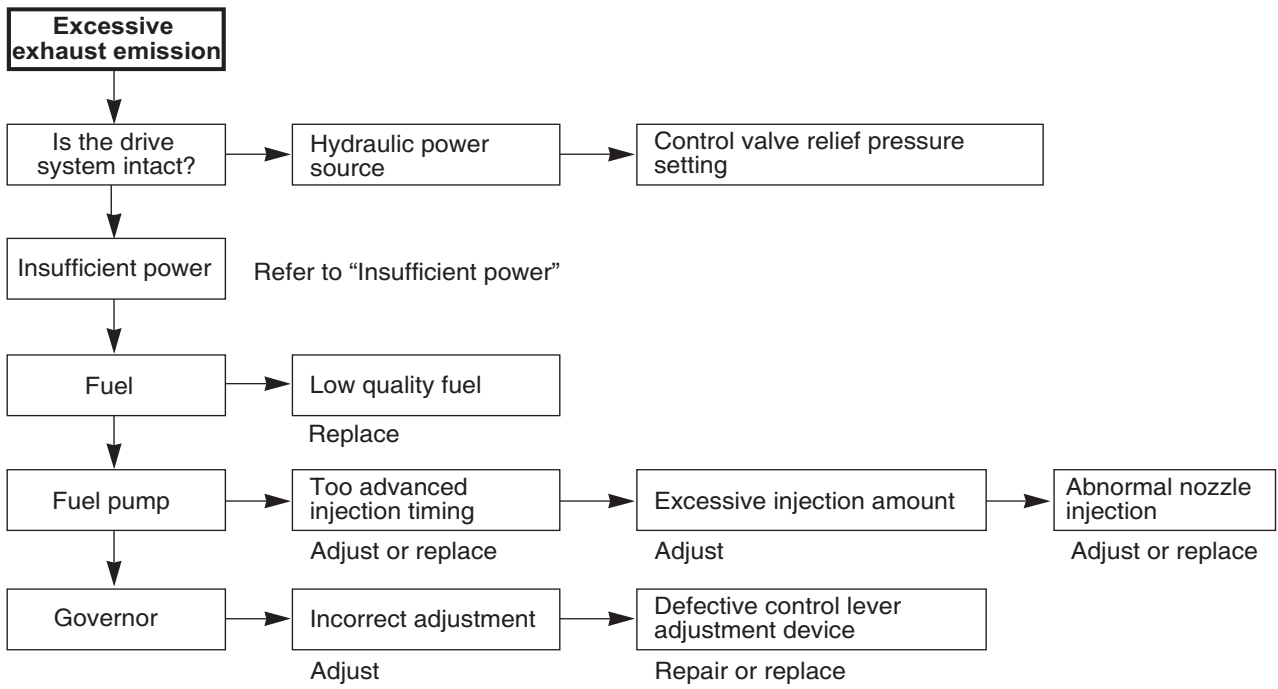 Excessive
exhaust emission
Is the drive
system intact?
Hydraulic power
source
Control valve relief pressure
setting
Insufficient power
Refer to “Insufficient power”
Fuel
Low quality fuel
Replace
Fuel pump
Too advanced
injection timing
Adjust or replace
Excessive injection amount
Adjust
Abnormal nozzle
injection
Adjust or replace
Governor
Incorrect adjustment
Adjust
Defective control lever
adjustment device
Repair or replace